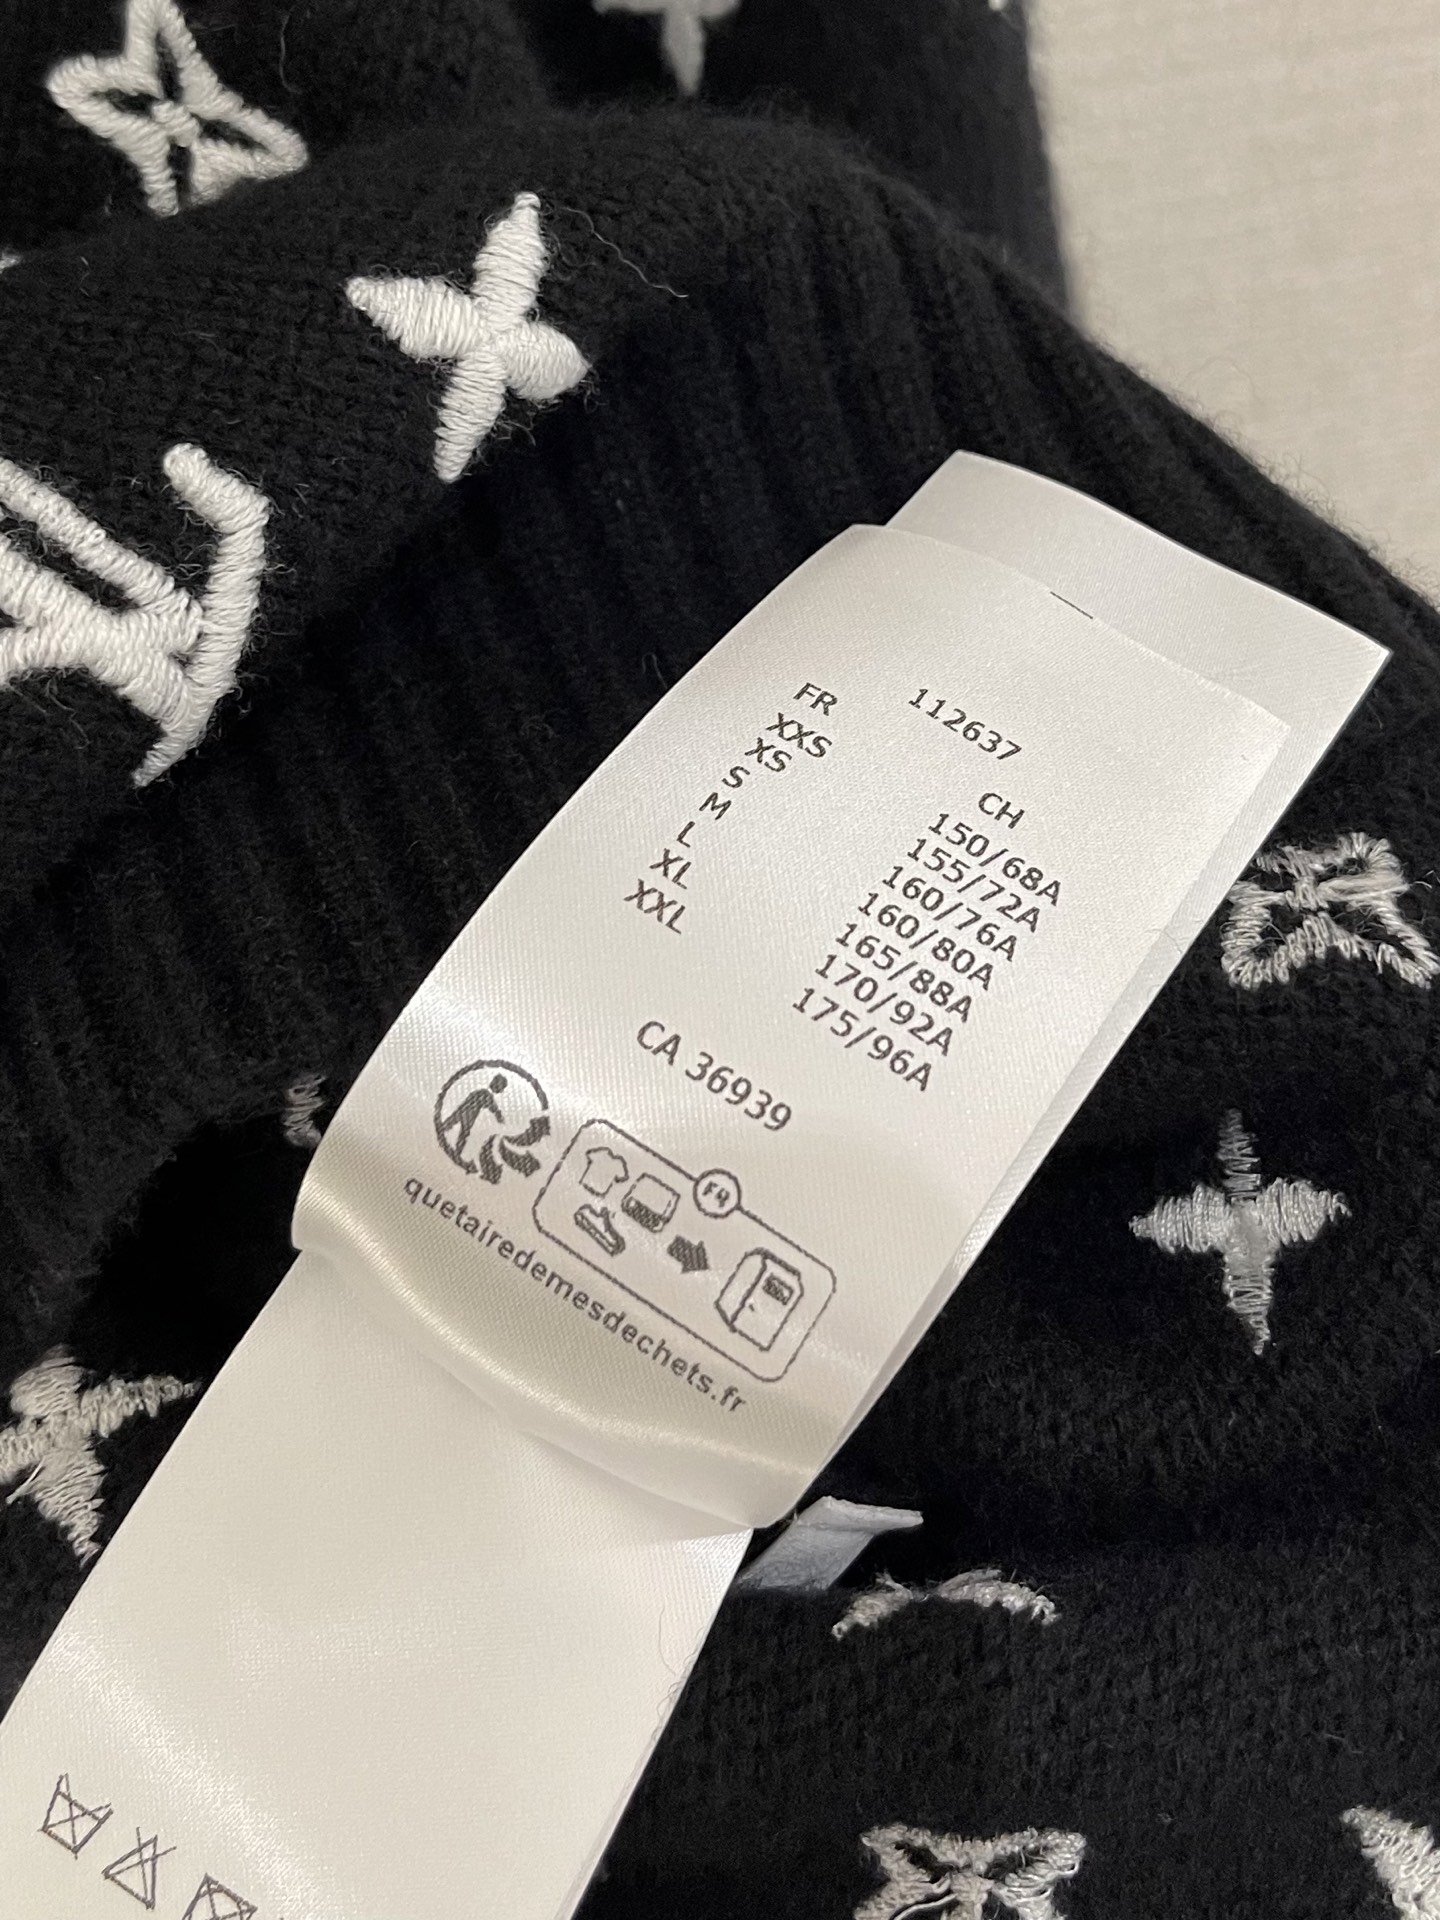 112637
FR CH
XXS 150/68A
XS 155/72A
S 160/76A
M 160/80A
L 165/88A
XL 170/92A
XXL 175/96A
CA 36939
FR
quetairedemesdechets.fr